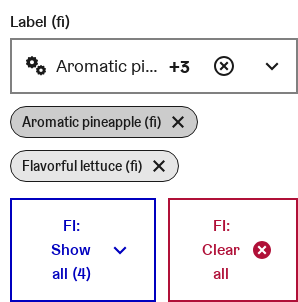 Label (fi)
Aromatic pi... +3
Aromatic pineapple (fi)
Flavorful lettuce (fi)
FI:
Show
all (4)
FI:
Clear
all